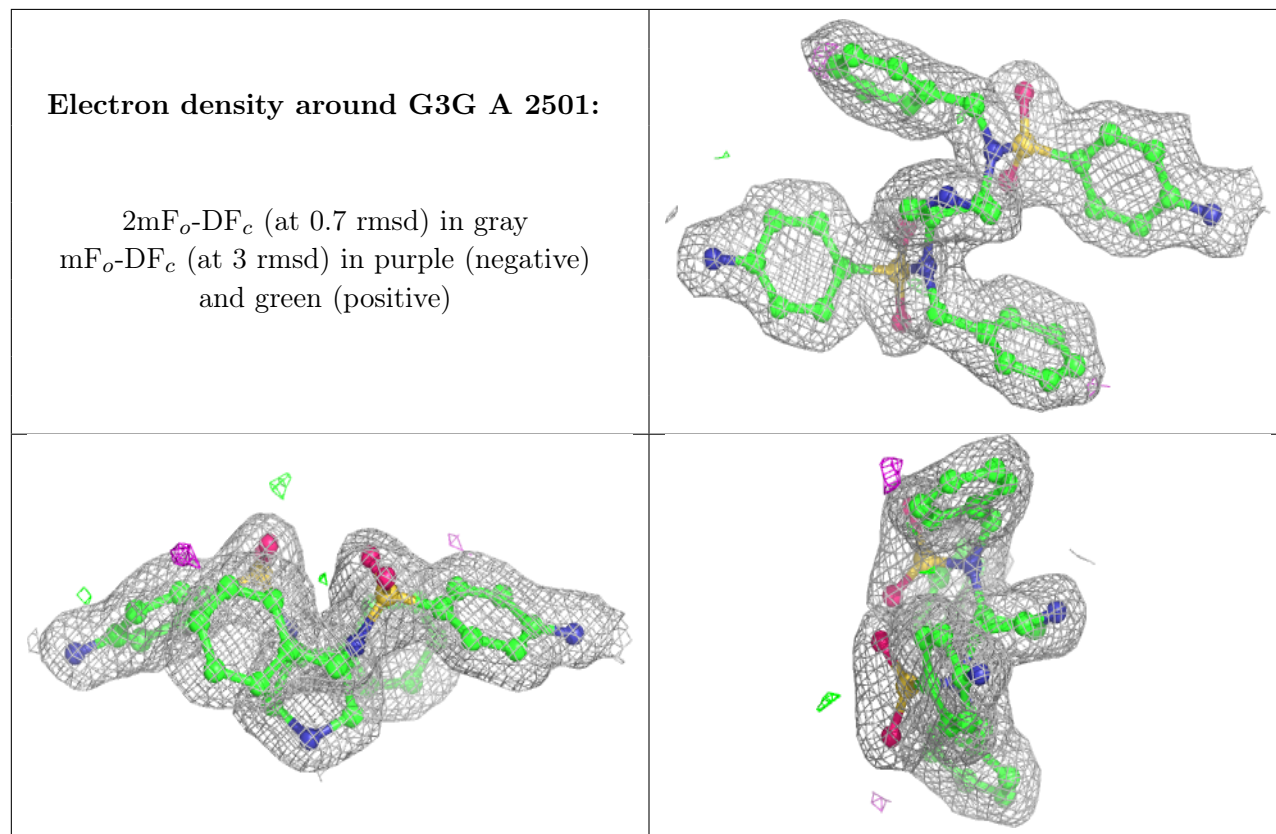 Electron density around G3G A 2501:
2mFₒ-DF𝑐 (at 0.7 rmsd) in gray
mFₒ-DF𝑐 (at 3 rmsd) in purple (negative)
and green (positive)